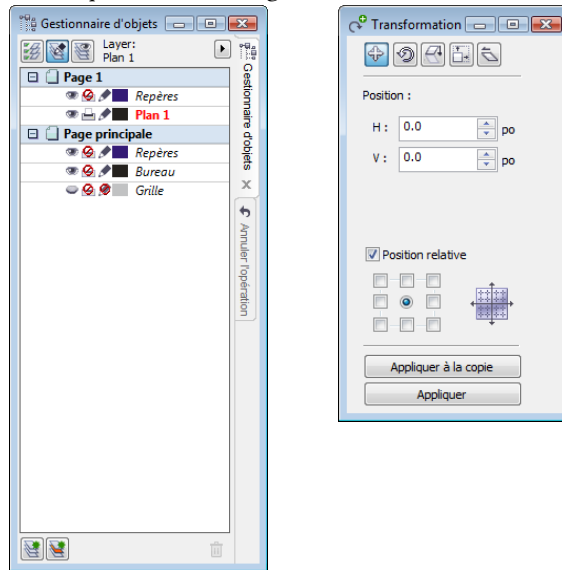 Gestionnaire d'objets
Layer:
Plan 1
Page 1
Repères
Plan 1
Page principale
Repères
Bureau
Grille
Gestionnaire d'objets
Annuler l'opération
Transformation
Position :
H : 0.0 po
V : 0.0 po
Position relative
Appliquer à la copie
Appliquer